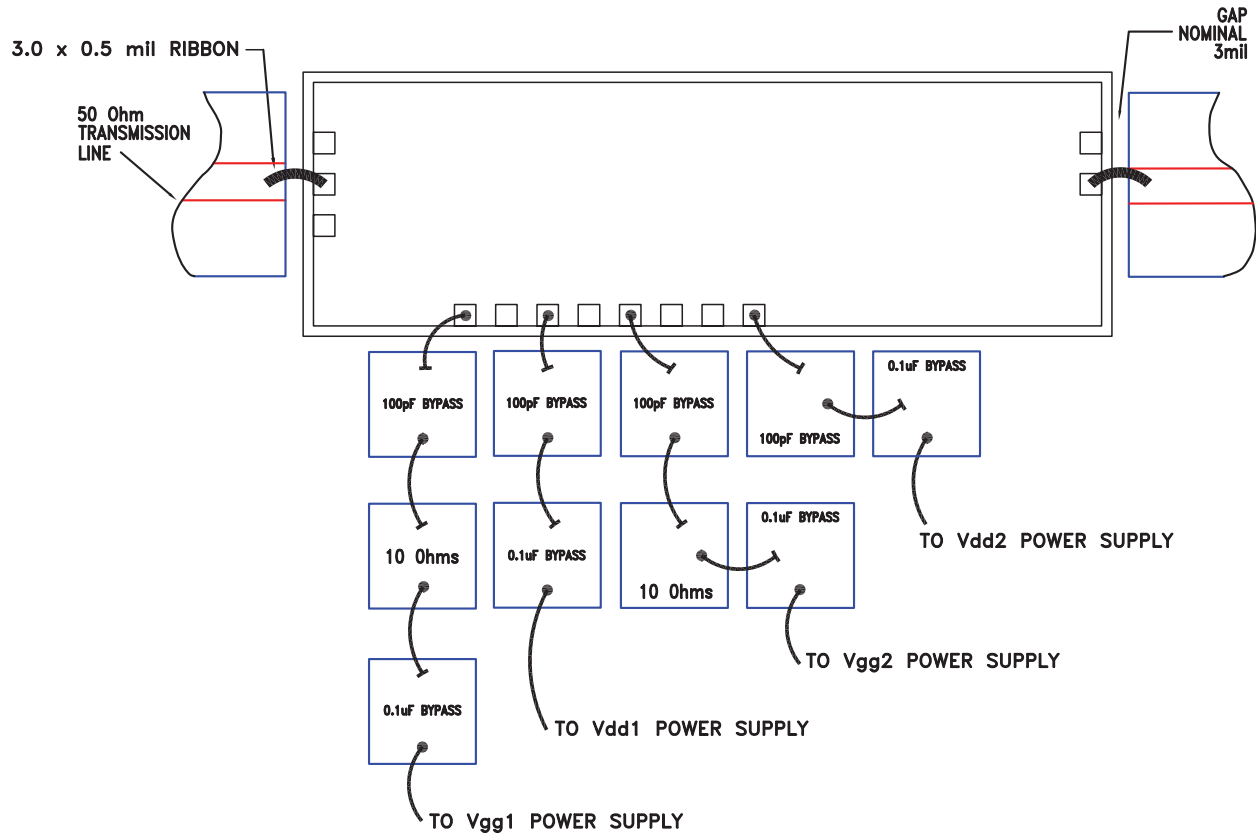 GAP
NOMINAL
3mil
3.0 x 0.5 mil RIBBON
50 Ohm
TRANSMISSION
LINE
100pF BYPASS
100pF BYPASS
100pF BYPASS
100pF BYPASS
0.1uF BYPASS
10 Ohms
0.1uF BYPASS
10 Ohms
0.1uF BYPASS
TO Vdd2 POWER SUPPLY
0.1uF BYPASS
TO Vgg2 POWER SUPPLY
TO Vdd1 POWER SUPPLY
TO Vgg1 POWER SUPPLY